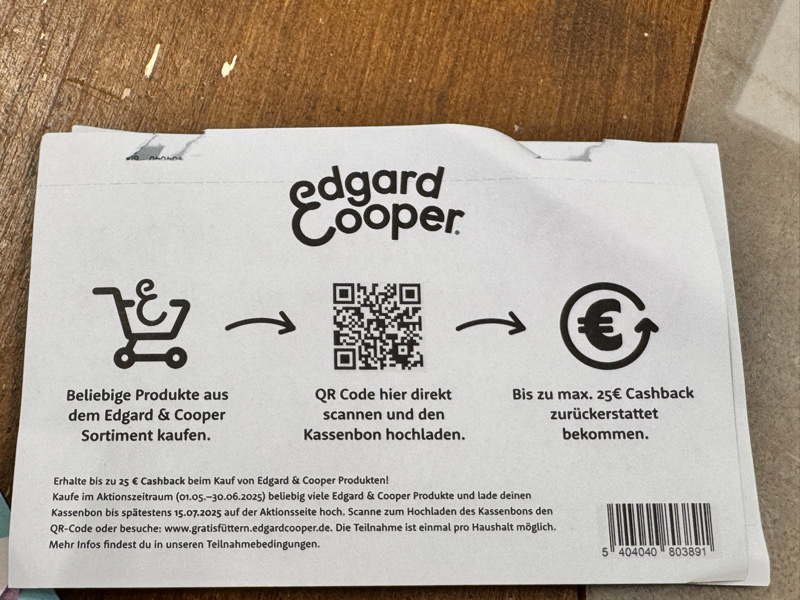 edgard
Cooper
Beliebige Produkte aus
dem Edgard & Cooper
Sortiment kaufen.
QR Code hier direkt
scannen und den
Kassenbon hochladen.
€
Bis zu max. 25€ Cashback
zurückerstattet
bekommen.
Erhalte bis zu 25 € Cashback beim Kauf von Edgard & Cooper Produkten!
Kaufe im Aktionszeitraum (01.05.–30.06.2025) beliebig viele Edgard & Cooper Produkte und lade deinen
Kassenbon bis spätestens 15.07.2025 auf der Aktionsseite hoch. Scanne zum Hochladen des Kassenbons den
QR-Code oder besuche: www.gratisfüttern.edgardcooper.de. Die Teilnahme ist einmal pro Haushalt möglich.
Mehr Infos findest du in unseren Teilnahmebedingungen.
5 404040 803891